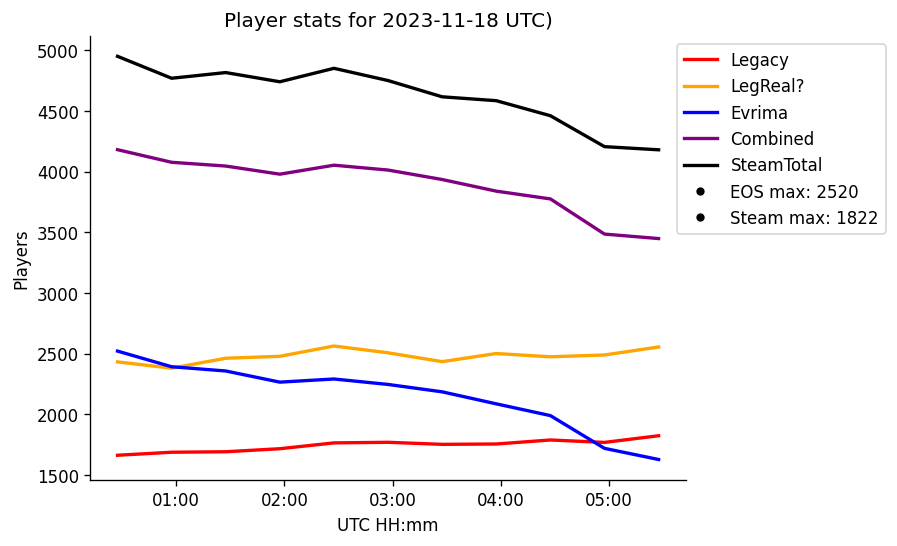 Player stats for 2023-11-18 UTC)
5000
4500
4000
3500
3000
2500
2000
1500
Players
01:00 02:00 03:00 04:00 05:00
UTC HH:mm
Legacy
LegReal?
Evrima
Combined
SteamTotal
EOS max: 2520
Steam max: 1822